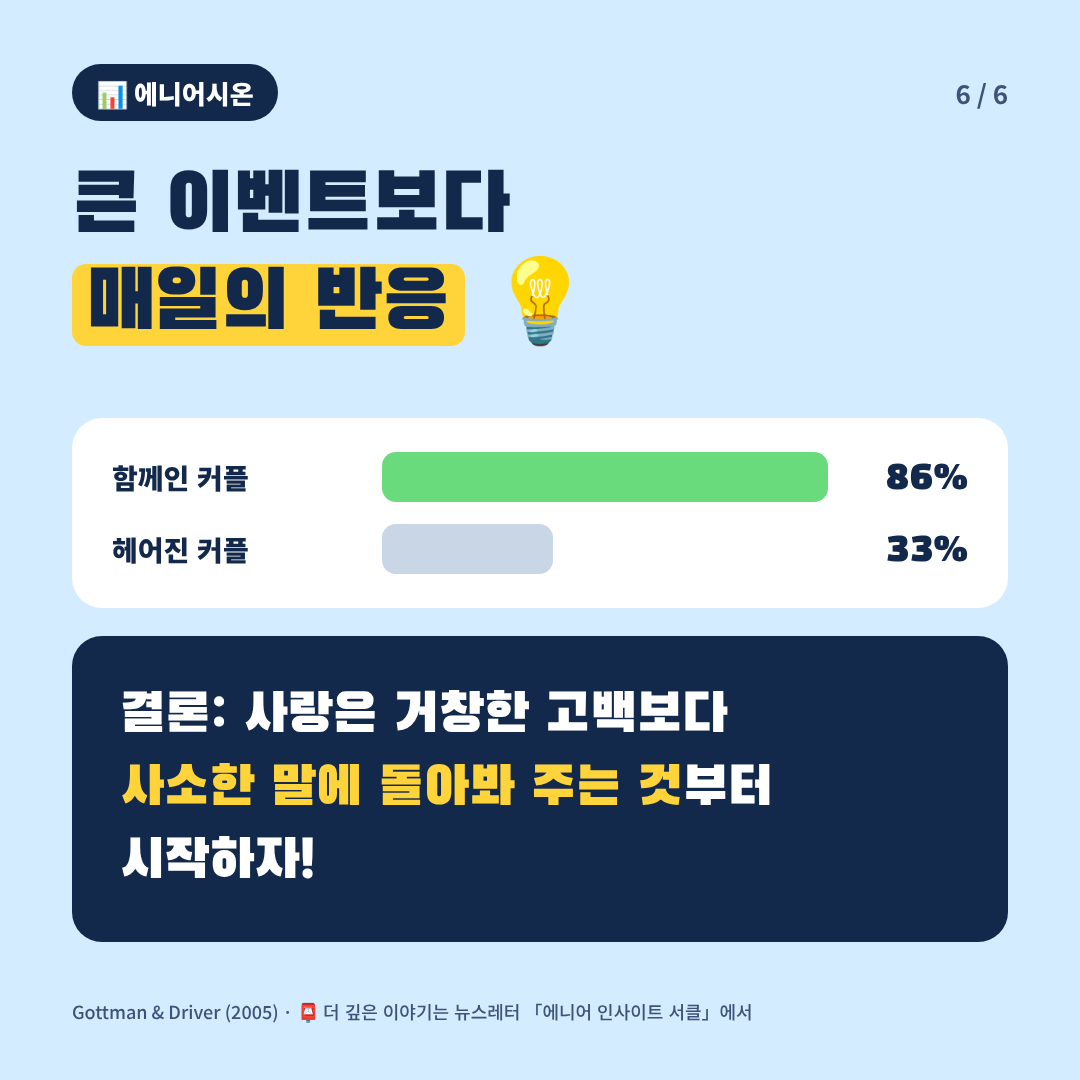 📊 에니어시온
6 / 6
큰 이벤트보다
매일의 반응 💡
함께인 커플 86%
헤어진 커플 33%
결론: 사랑은 거창한 고백보다
사소한 말에 돌아봐 주는 것부터
시작하자!
Gottman & Driver (2005) · 📮 더 깊은 이야기는 뉴스레터 「에니어 인사이트 서클」에서